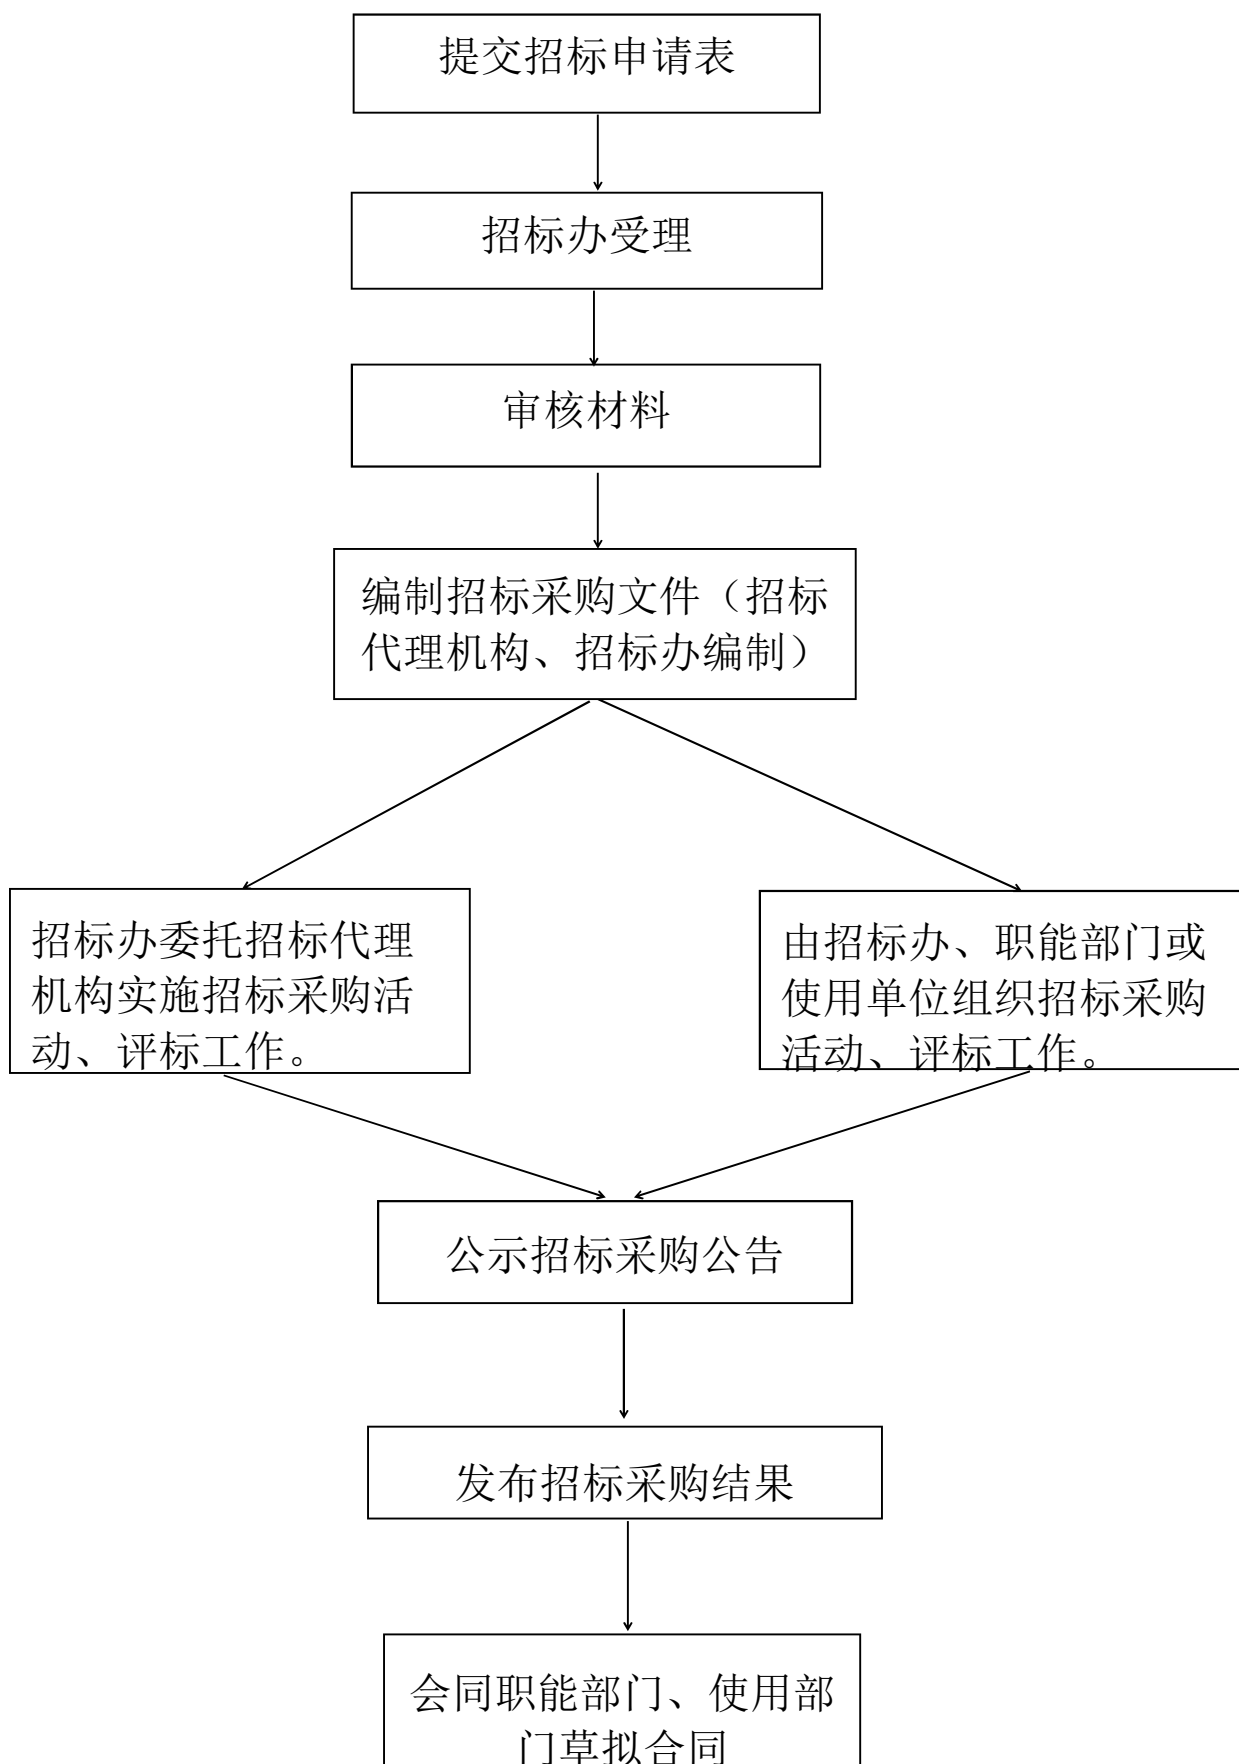 提交招标申请表
招标办受理
审核材料
编制招标采购文件（招标
代理机构、招标办编制）
招标办委托招标代理
机构实施招标采购活
动、评标工作。
由招标办、职能部门或
使用单位组织招标采购
活动、评标工作。
公示招标采购公告
发布招标采购结果
会同职能部门、使用部
门草拟合同